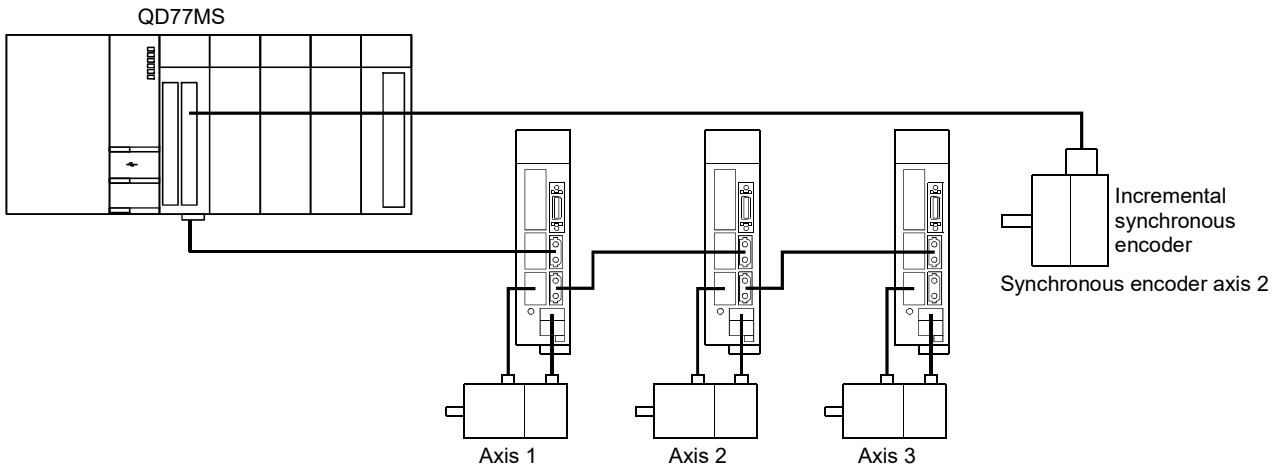 QD77MS
Incremental
synchronous
encoder
Synchronous encoder axis 2
Axis 1
Axis 2
Axis 3